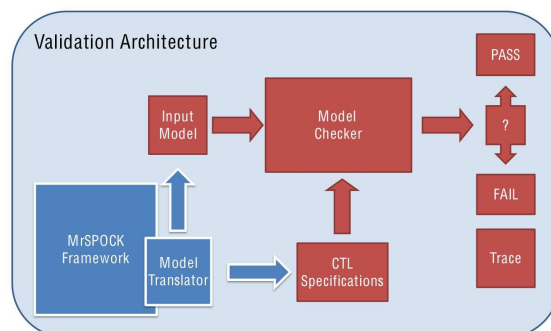 Validation Architecture
PASS
Input
Model
Model
Checker
?
MrSPOCK
Framework
Model
Translator
CTL
Specifications
FAIL
Trace